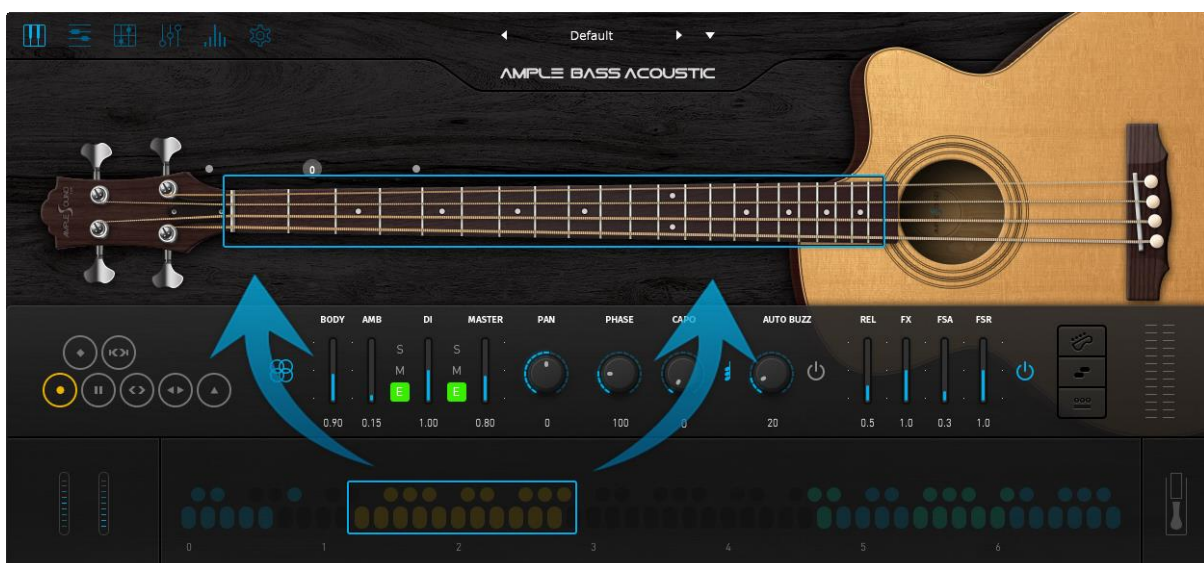 Default
AMPLE BASS ACOUSTIC
0
BODY AMB DI MASTER PAN PHASE CAPO AUTO BUZZ REL FX FSA FSR
S S
M M
E E
0.90 0.15 1.00 0.80 0 100 0 20 0.5 1.0 0.3 1.0
0 1 2 3 4 5 6